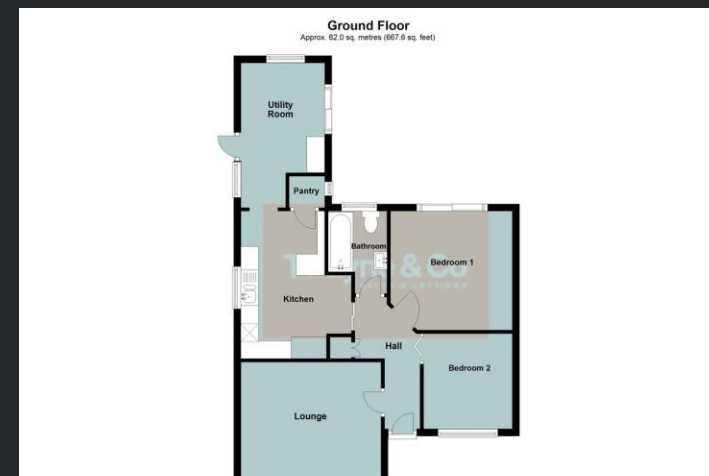 Ground Floor
Approx. 62.0 sq. metres (667.6 sq. feet)
Utility
Room
Pantry
Bathroom
Bedroom 1
& Co
Kitchen
Hall
Bedroom 2
Lounge